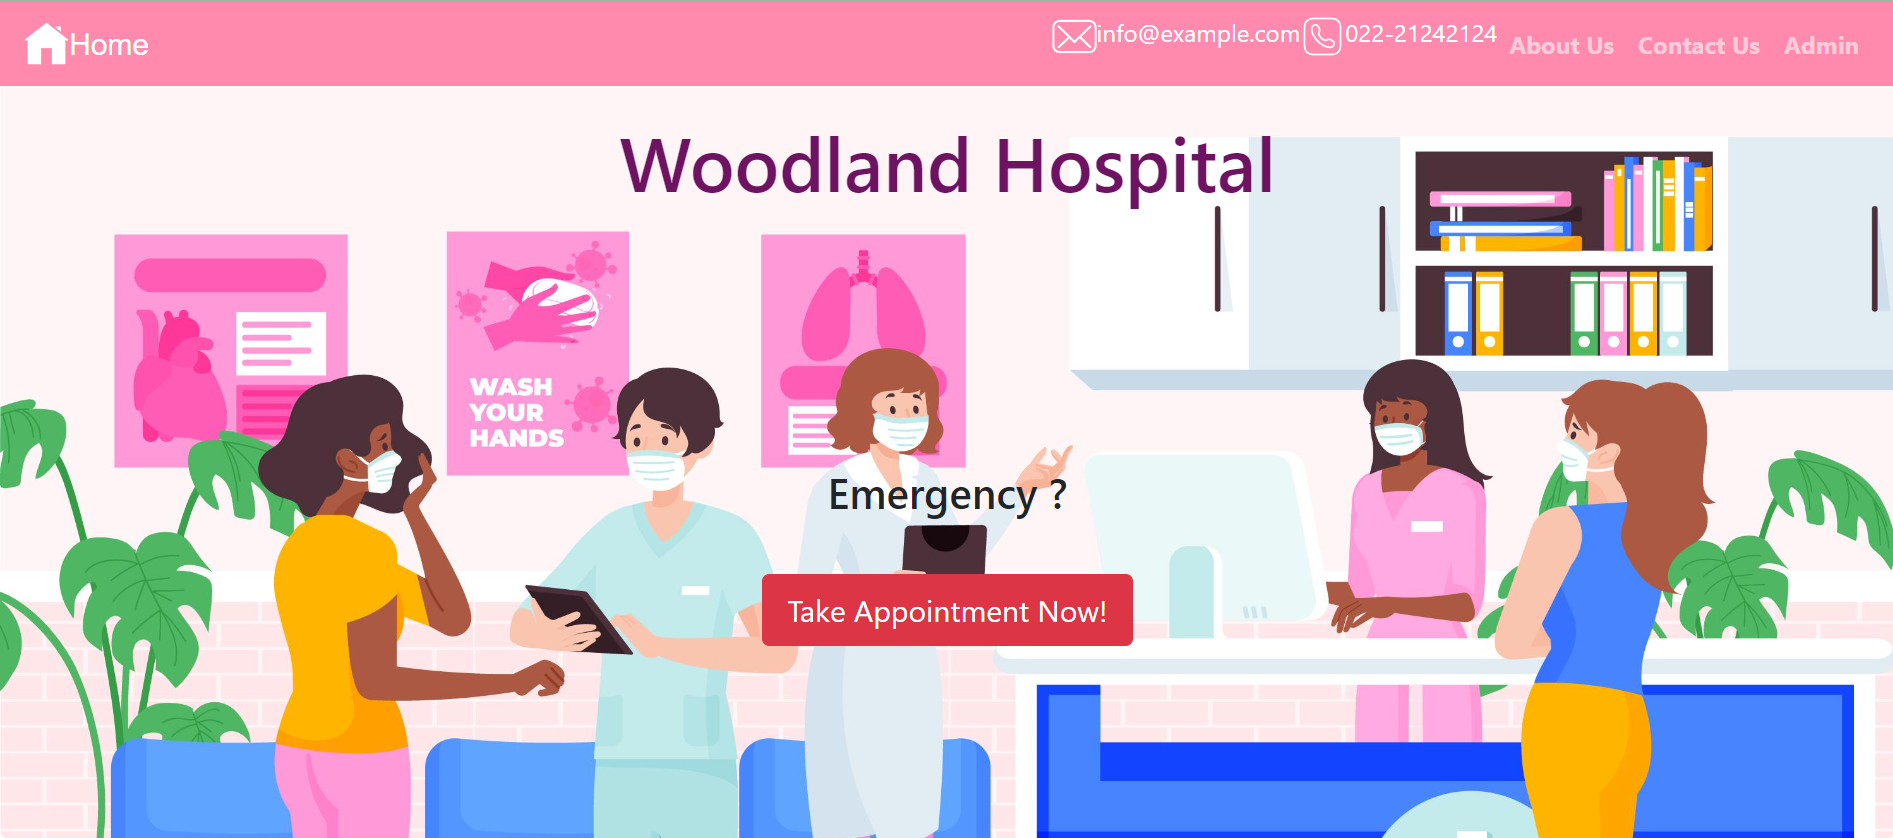 Home
info@example.com 022-21242124 About Us Contact Us Admin
Woodland Hospital
WASH
YOUR
HANDS
Emergency ?
Take Appointment Now!